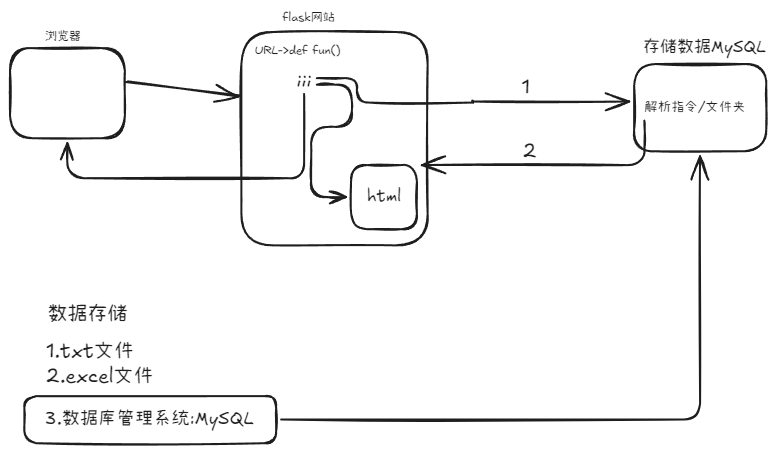 flask网站
浏览器
URL->def fun()
存储数据MySQL
iii
1
解析指令/文件夹
2
html
数据存储
1.txt文件
2.excel文件
3.数据库管理系统:MySQL